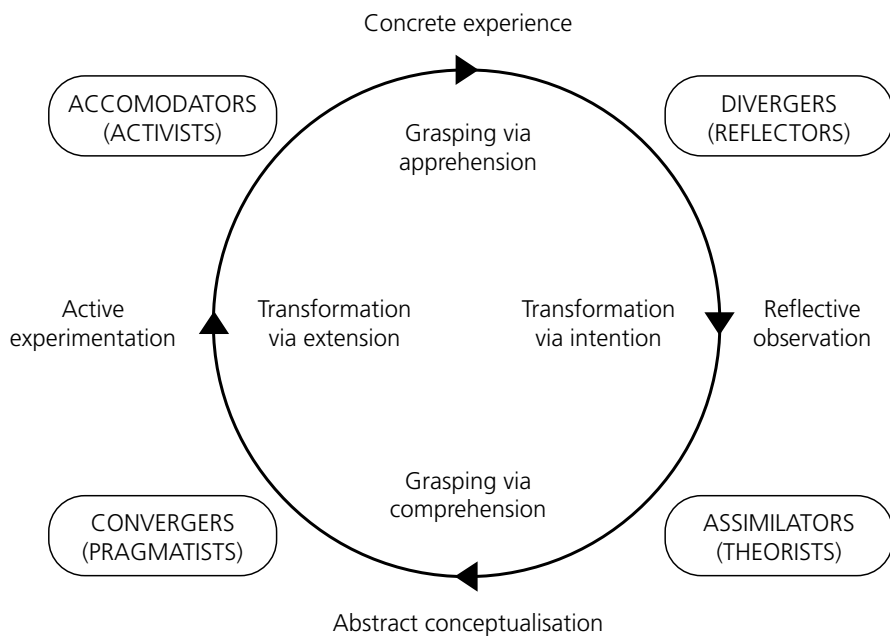 Concrete experience
ACCOMODATORS
(ACTIVISTS)
DIVERGERS
(REFLECTORS)
Grasping via
apprehension
Active
experimentation
Transformation
via extension
Transformation
via intention
Reflective
observation
Grasping via
comprehension
CONVERGERS
(PRAGMATISTS)
ASSIMILATORS
(THEORISTS)
Abstract conceptualisation